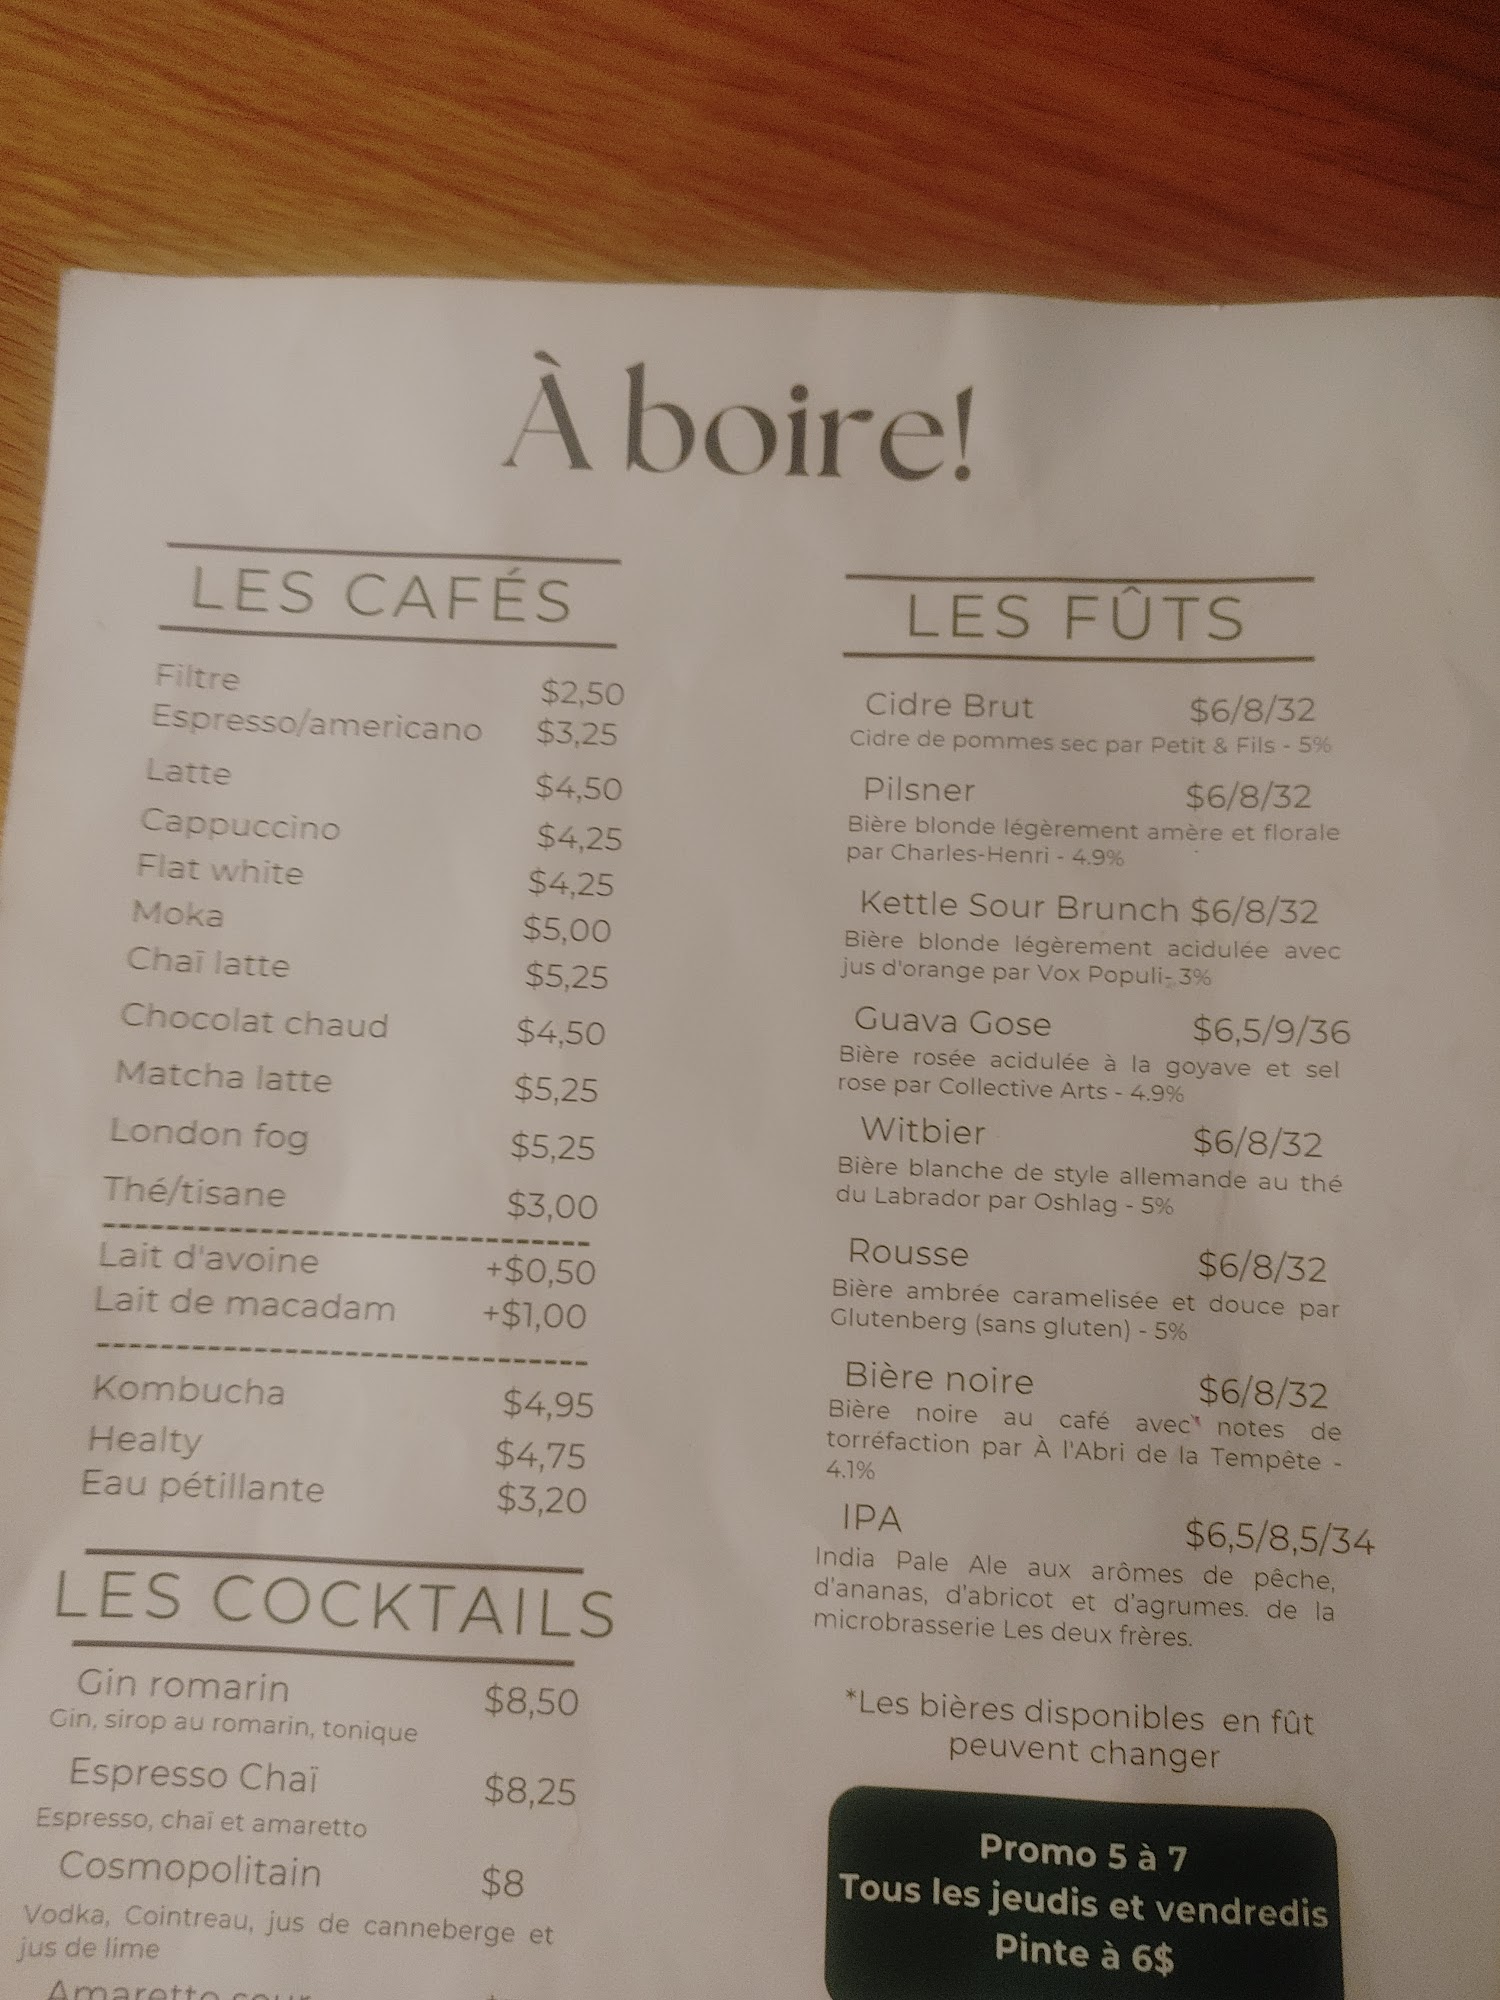 À boire!
LES CAFÉS
Filtre $2,50
Espresso/americano $3,25
Latte $4,50
Cappuccino $4,25
Flat white $4,25
Moka $5,00
Chaï latte $5,25
Chocolat chaud $4,50
Matcha latte $5,25
London fog $5,25
Thé/tisane $3,00
Lait d'avoine +$0,50
Lait de macadam +$1,00
Kombucha $4,95
Healty $4,75
Eau pétillante $3,20
LES COCKTAILS
Gin romarin $8,50
Gin, sirop au romarin, tonique
Espresso Chaï $8,25
Espresso, chaï et amaretto
Cosmopolitain $8
Vodka, Cointreau, jus de canneberge et
jus de lime
Amaretto sour
LES FÛTS
Cidre Brut $6/8/32
Cidre de pommes sec par Petit & Fils - 5%
Pilsner $6/8/32
Bière blonde légèrement amère et florale
par Charles-Henri - 4.9%
Kettle Sour Brunch $6/8/32
Bière blonde légèrement acidulée avec
jus d'orange par Vox Populi- 3%
Guava Gose $6,5/9/36
Bière rosée acidulée à la goyave et sel
rose par Collective Arts - 4.9%
Witbier $6/8/32
Bière blanche de style allemande au thé
du Labrador par Oshlag - 5%
Rousse $6/8/32
Bière ambrée caramelisée et douce par
Glutenberg (sans gluten) - 5%
Bière noire $6/8/32
Bière noire au café avec notes de
torréfaction par À l'Abri de la Tempête -
4.1%
IPA $6,5/8,5/34
India Pale Ale aux arômes de pêche,
d'ananas, d'abricot et d'agrumes. de la
microbrasserie Les deux frères.
*Les bières disponibles en fût
peuvent changer
Promo 5 à 7
Tous les jeudis et vendredis
Pinte à 6$